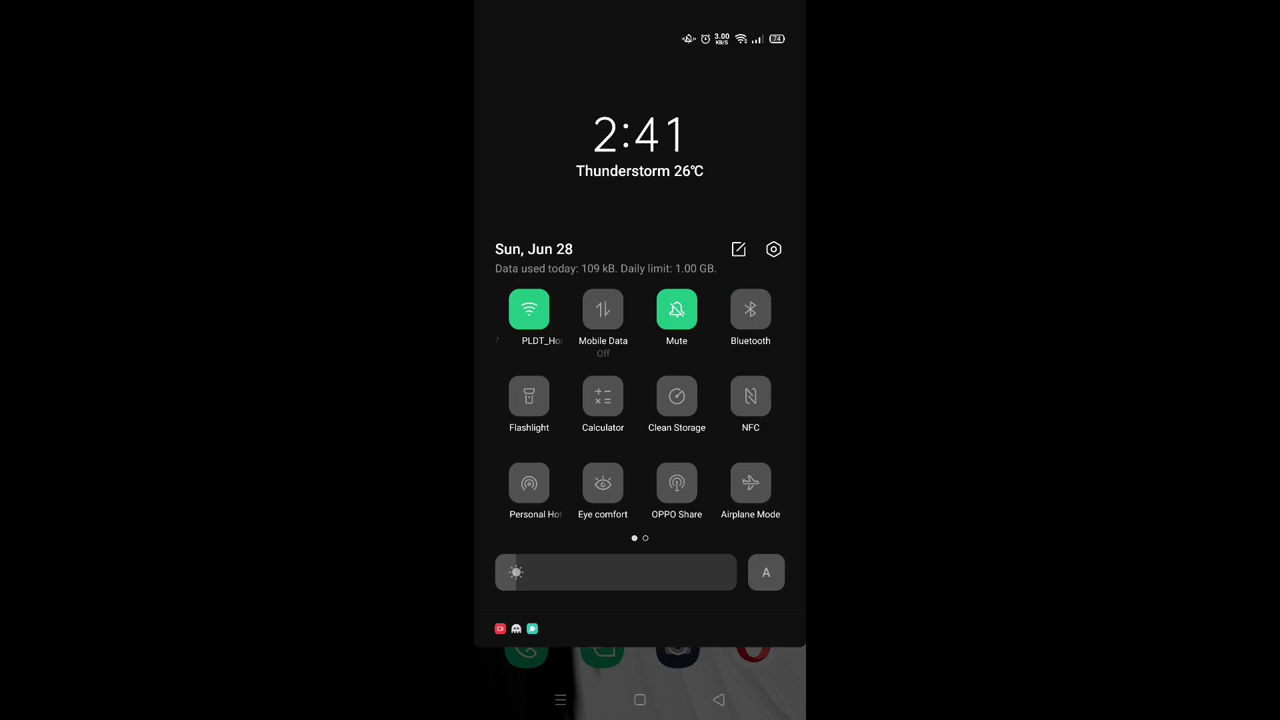 3.00
KB/S
74
2:41
Thunderstorm 26℃
Sun, Jun 28
Data used today: 109 kB. Daily limit: 1.00 GB.
PLDT_Ho
Mobile Data
Off
Mute
Bluetooth
Flashlight
Calculator
Clean Storage
NFC
Personal Hot
Eye comfort
OPPO Share
Airplane Mode
A